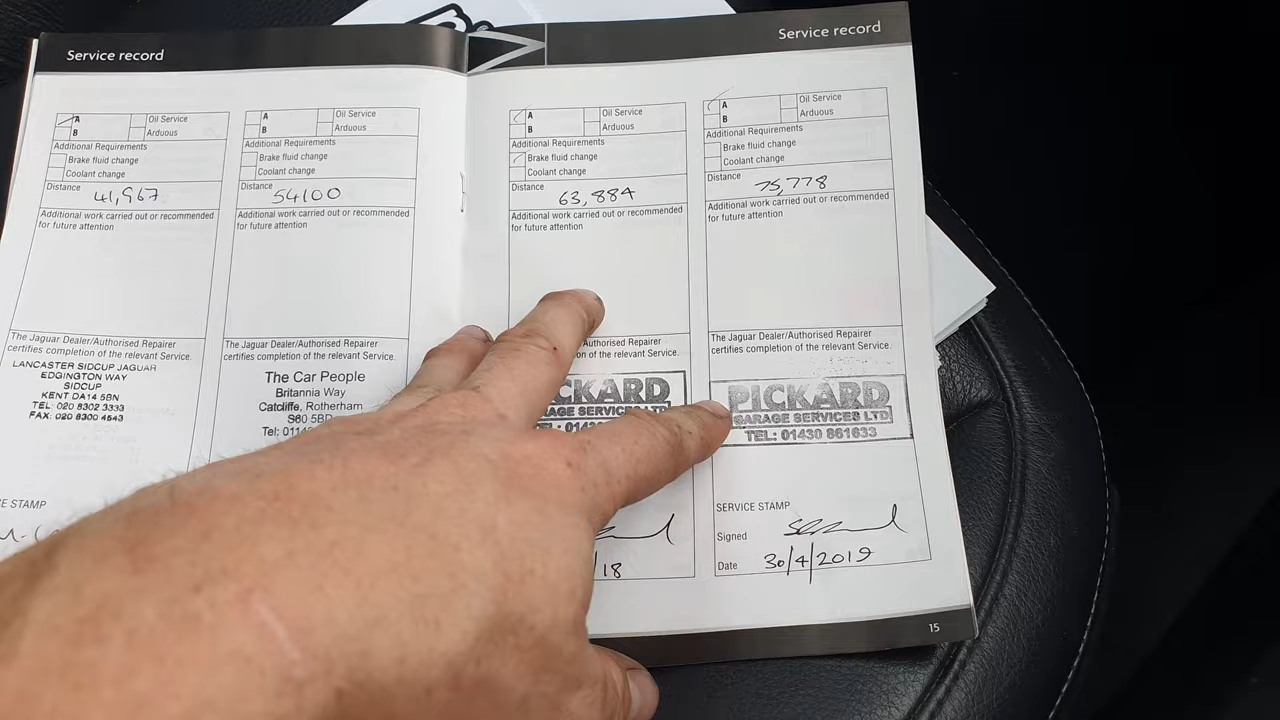 Service record
A
Oil Service
B
Arduous
Additional Requirements
Brake fluid change
Coolant change
Distance
41,967
Additional work carried out or recommended
for future attention
The Jaguar Dealer/Authorised Repairer
certifies completion of the relevant Service.
LANCASTER SIDCUP JAGUAR
EDGINGTON WAY
SIDCUP
KENT DA14 5BN
TEL: 020 8302 3333
FAX: 020 8300 4543
STAMP
A
Oil Service
B
Arduous
Additional Requirements
Brake fluid change
Coolant change
Distance
54100
Additional work carried out or recommended
for future attention
The Jaguar Dealer/Authorised Repairer
certifies completion of the relevant Service.
The Car People
Britannia Way
Catcliffe, Rotherham
S60 5BD
Tel: 011
Service record
A
Oil Service
B
Arduous
Additional Requirements
Brake fluid change
Coolant change
Distance
63,884
Additional work carried out or recommended
for future attention
Authorised Repairer
of the relevant Service.
CKARD
AGE SERVICES LTD
/18
A
Oil Service
B
Arduous
Additional Requirements
Brake fluid change
Coolant change
Distance
75,778
Additional work carried out or recommended
for future attention
The Jaguar Dealer/Authorised Repairer
certifies completion of the relevant Service.
PICKARD
GARAGE SERVICES LTD
TEL: 01430 861633
SERVICE STAMP
Signed
Date 30/4/2019
15